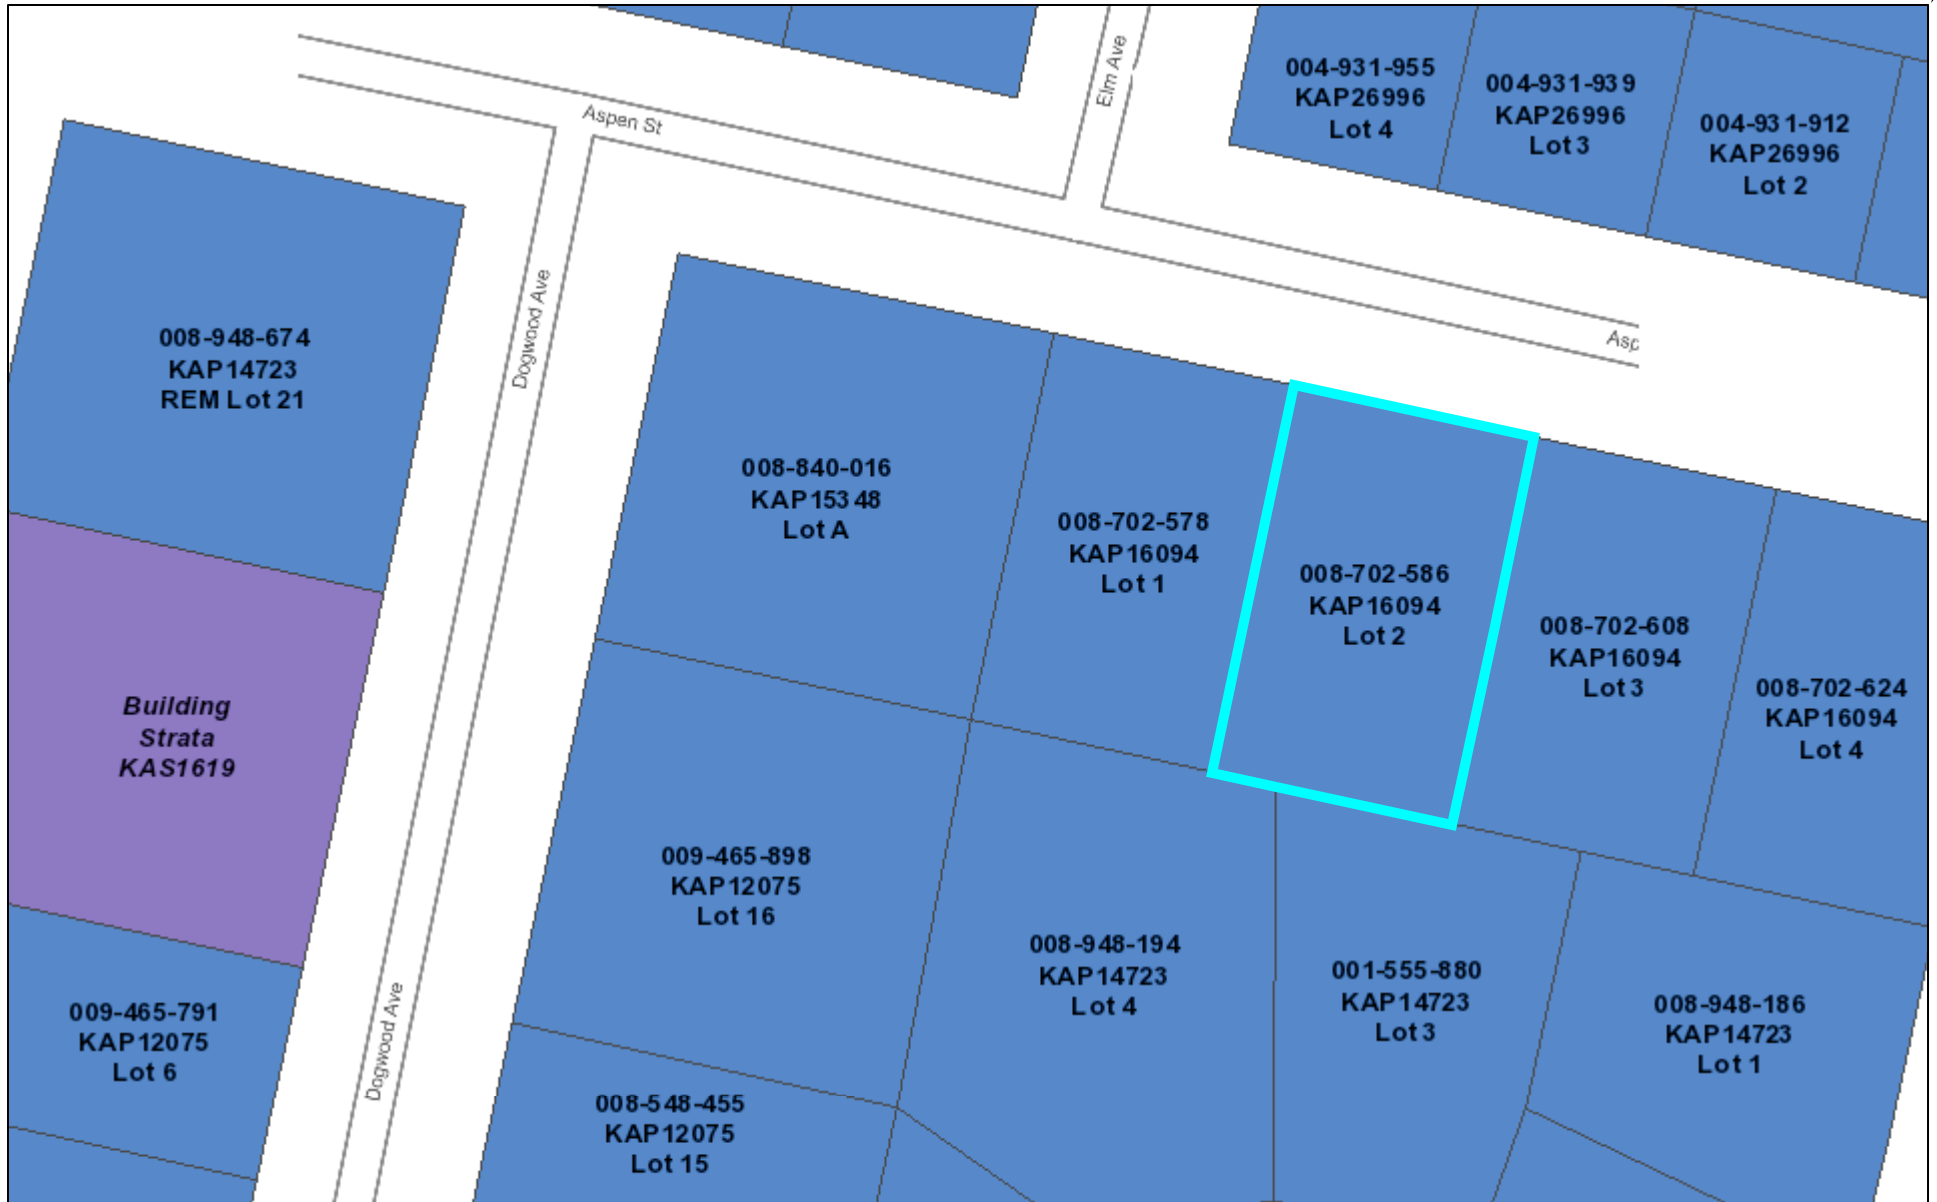 Elm Ave
004-931-955
KAP26996
Lot 4
004-931-939
KAP26996
Lot 3
004-931-912
KAP26996
Lot 2
Aspen St
Asp
Dogwood Ave
008-948-674
KAP14723
REM Lot 21
008-840-016
KAP15348
Lot A
008-702-578
KAP16094
Lot 1
008-702-586
KAP16094
Lot 2
008-702-608
KAP16094
Lot 3
008-702-624
KAP16094
Lot 4
Building
Strata
KAS1619
009-465-898
KAP12075
Lot 16
008-948-194
KAP14723
Lot 4
001-555-880
KAP14723
Lot 3
008-948-186
KAP14723
Lot 1
009-465-791
KAP12075
Lot 6
Dogwood Ave
008-548-455
KAP12075
Lot 15